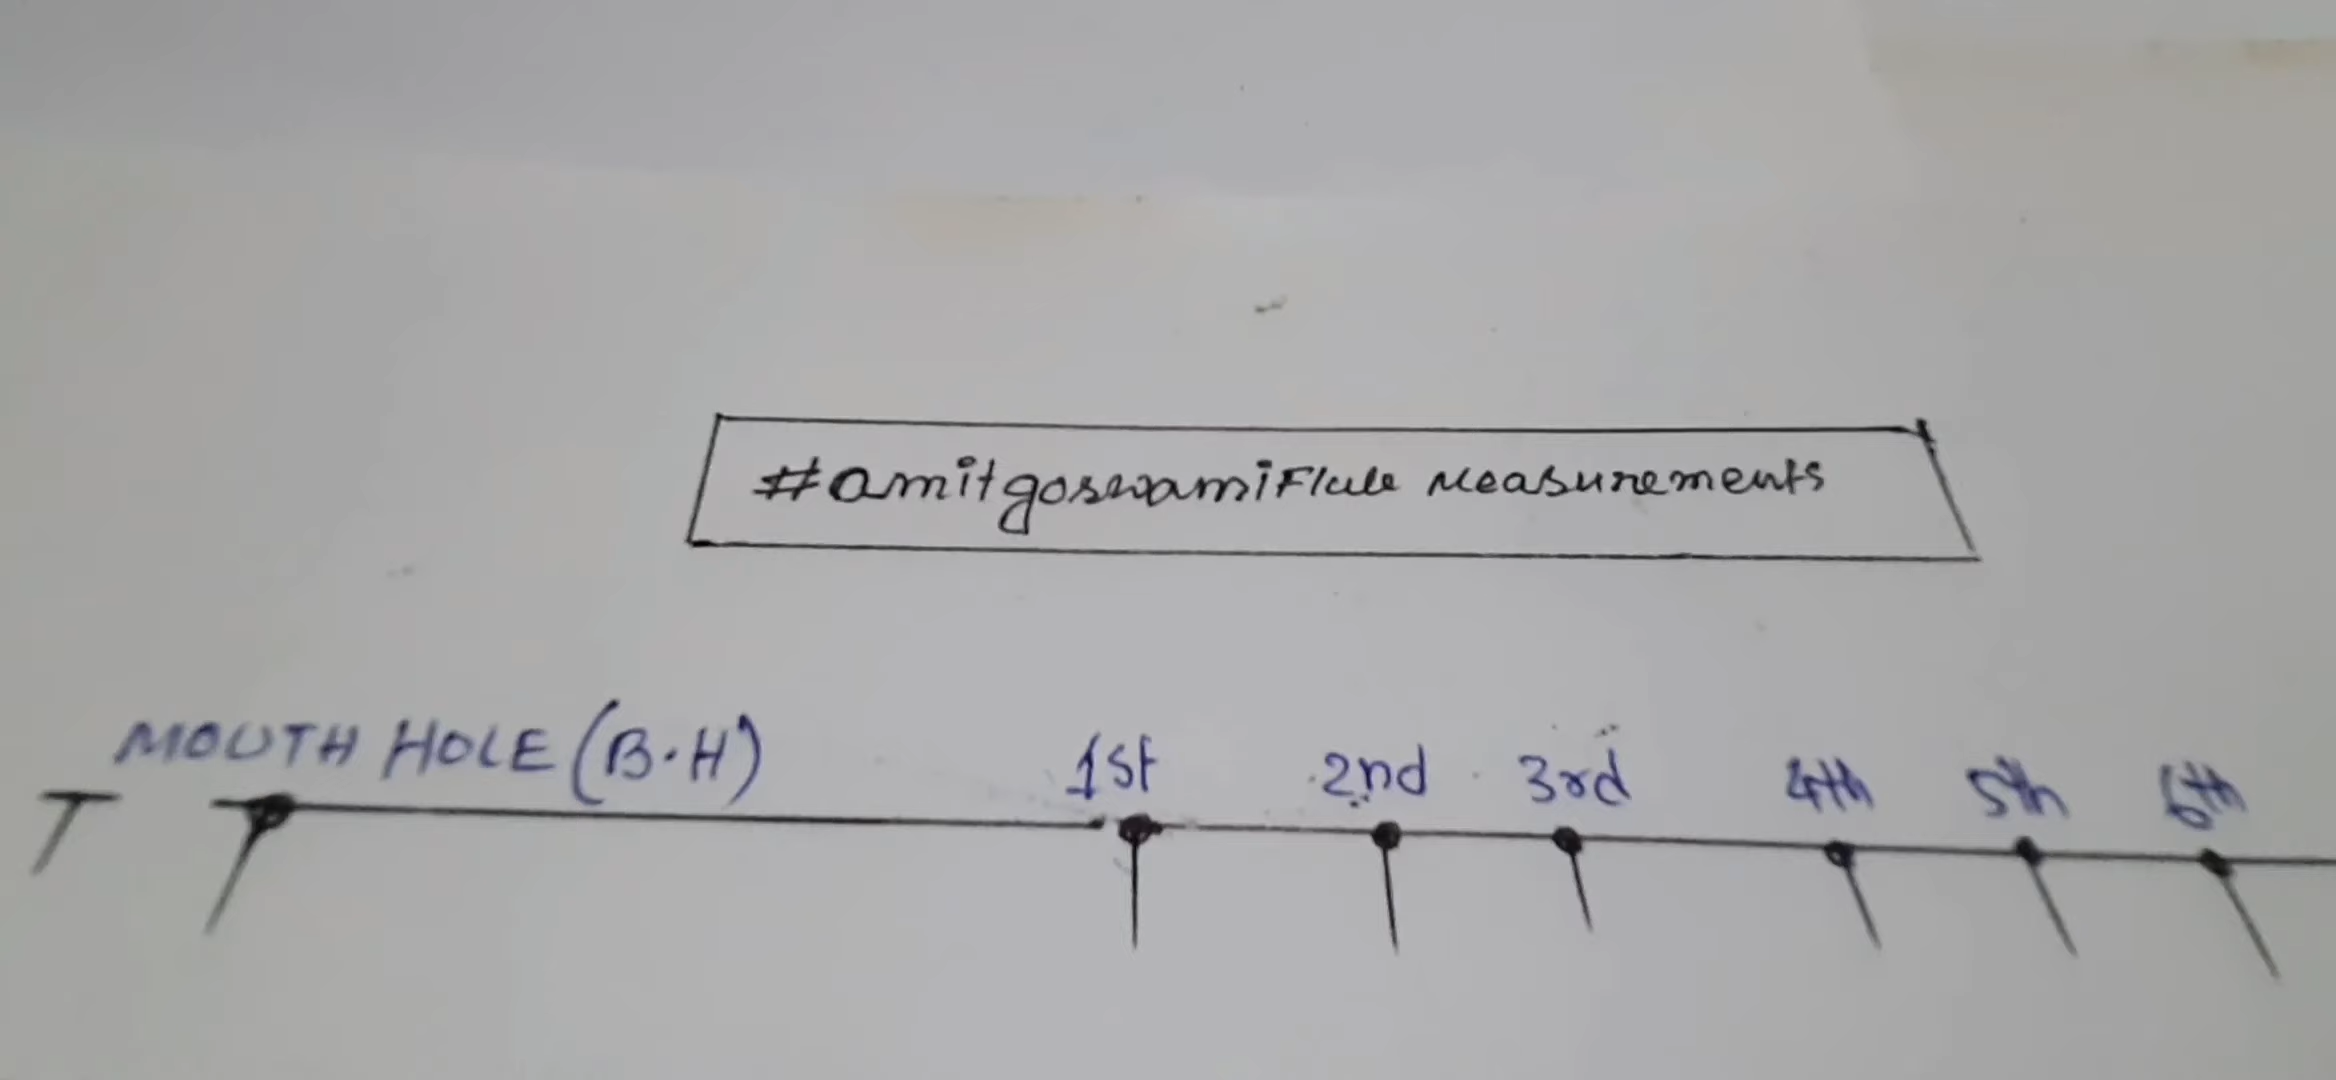 #amitgoswamiFlute Measurements
MOUTH HOLE (B.H)
1st 2nd 3rd 4th 5th 6th
T